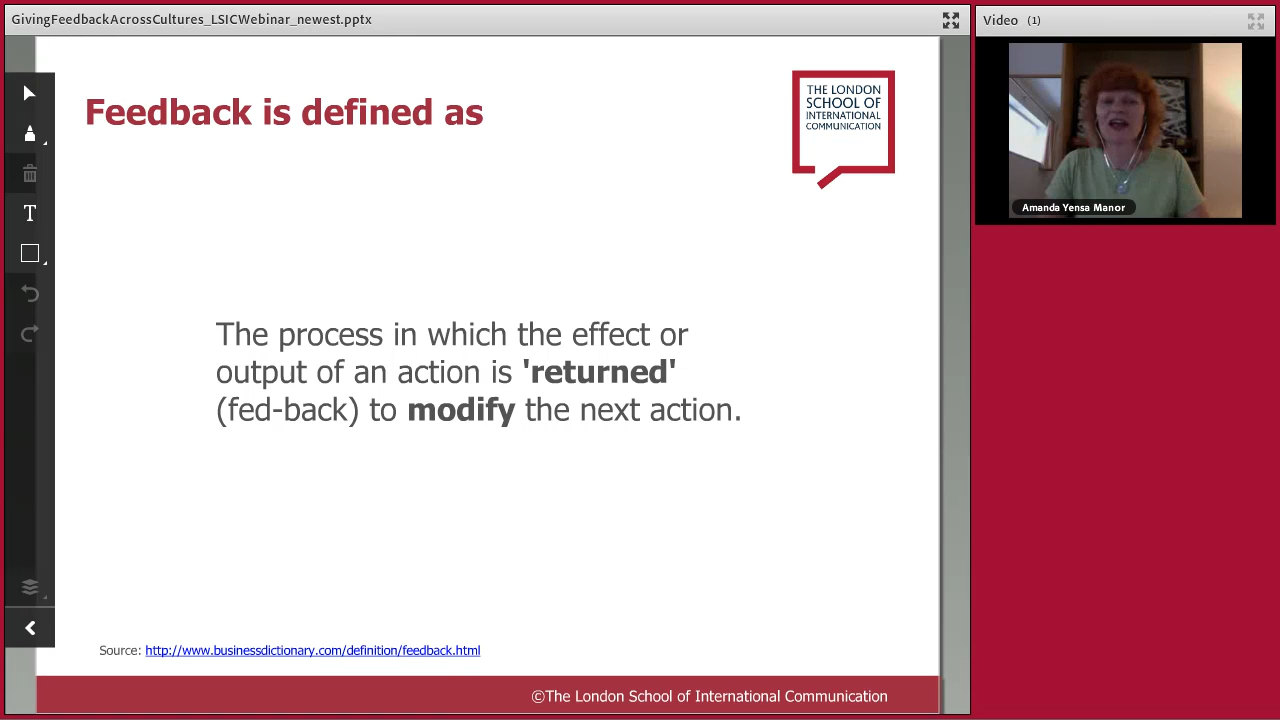 GivingFeedbackAcrossCultures_LSICWebinar_newest.pptx
Video (1)
Feedback is defined as
THE LONDON
SCHOOL OF
INTERNATIONAL
COMMUNICATION
Amanda Yensa Manor
T
The process in which the effect or
output of an action is 'returned'
(fed-back) to modify the next action.
Source: http://www.businessdictionary.com/definition/feedback.html
©The London School of International Communication